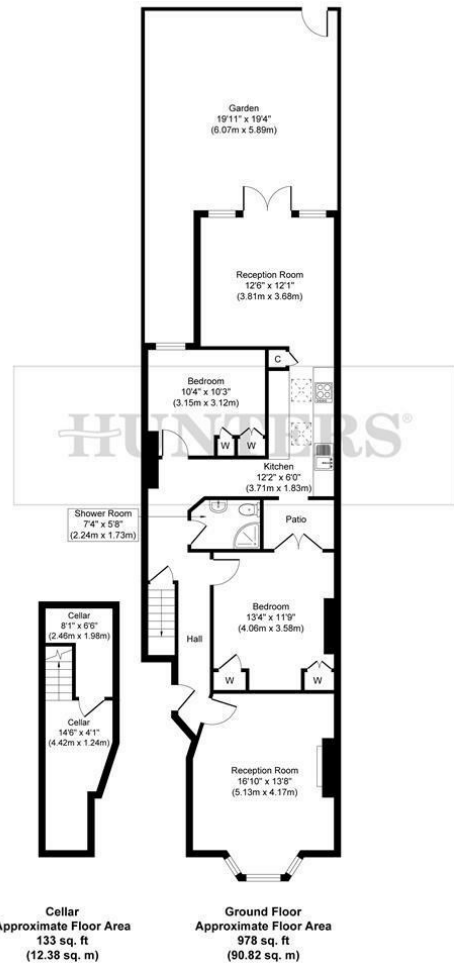 Garden
19'11" x 19'4"
(6.07m x 5.89m)
Reception Room
12'6" x 12'1"
(3.81m x 3.68m)
C
Bedroom
10'4" x 10'3"
(3.15m x 3.12m)
W
W
HUNTERS®
Kitchen
12'2" x 6'0"
(3.71m x 1.83m)
Shower Room
7'4" x 5'8"
(2.24m x 1.73m)
Patio
Bedroom
13'4" x 11'9"
(4.06m x 3.58m)
Hall
W
W
Cellar
8'1" x 6'6"
(2.46m x 1.98m)
Cellar
14'6" x 4'1"
(4.42m x 1.24m)
Reception Room
16'10" x 13'8"
(5.13m x 4.17m)
Cellar
Approximate Floor Area
133 sq. ft
(12.38 sq. m)
Ground Floor
Approximate Floor Area
978 sq. ft
(90.82 sq. m)